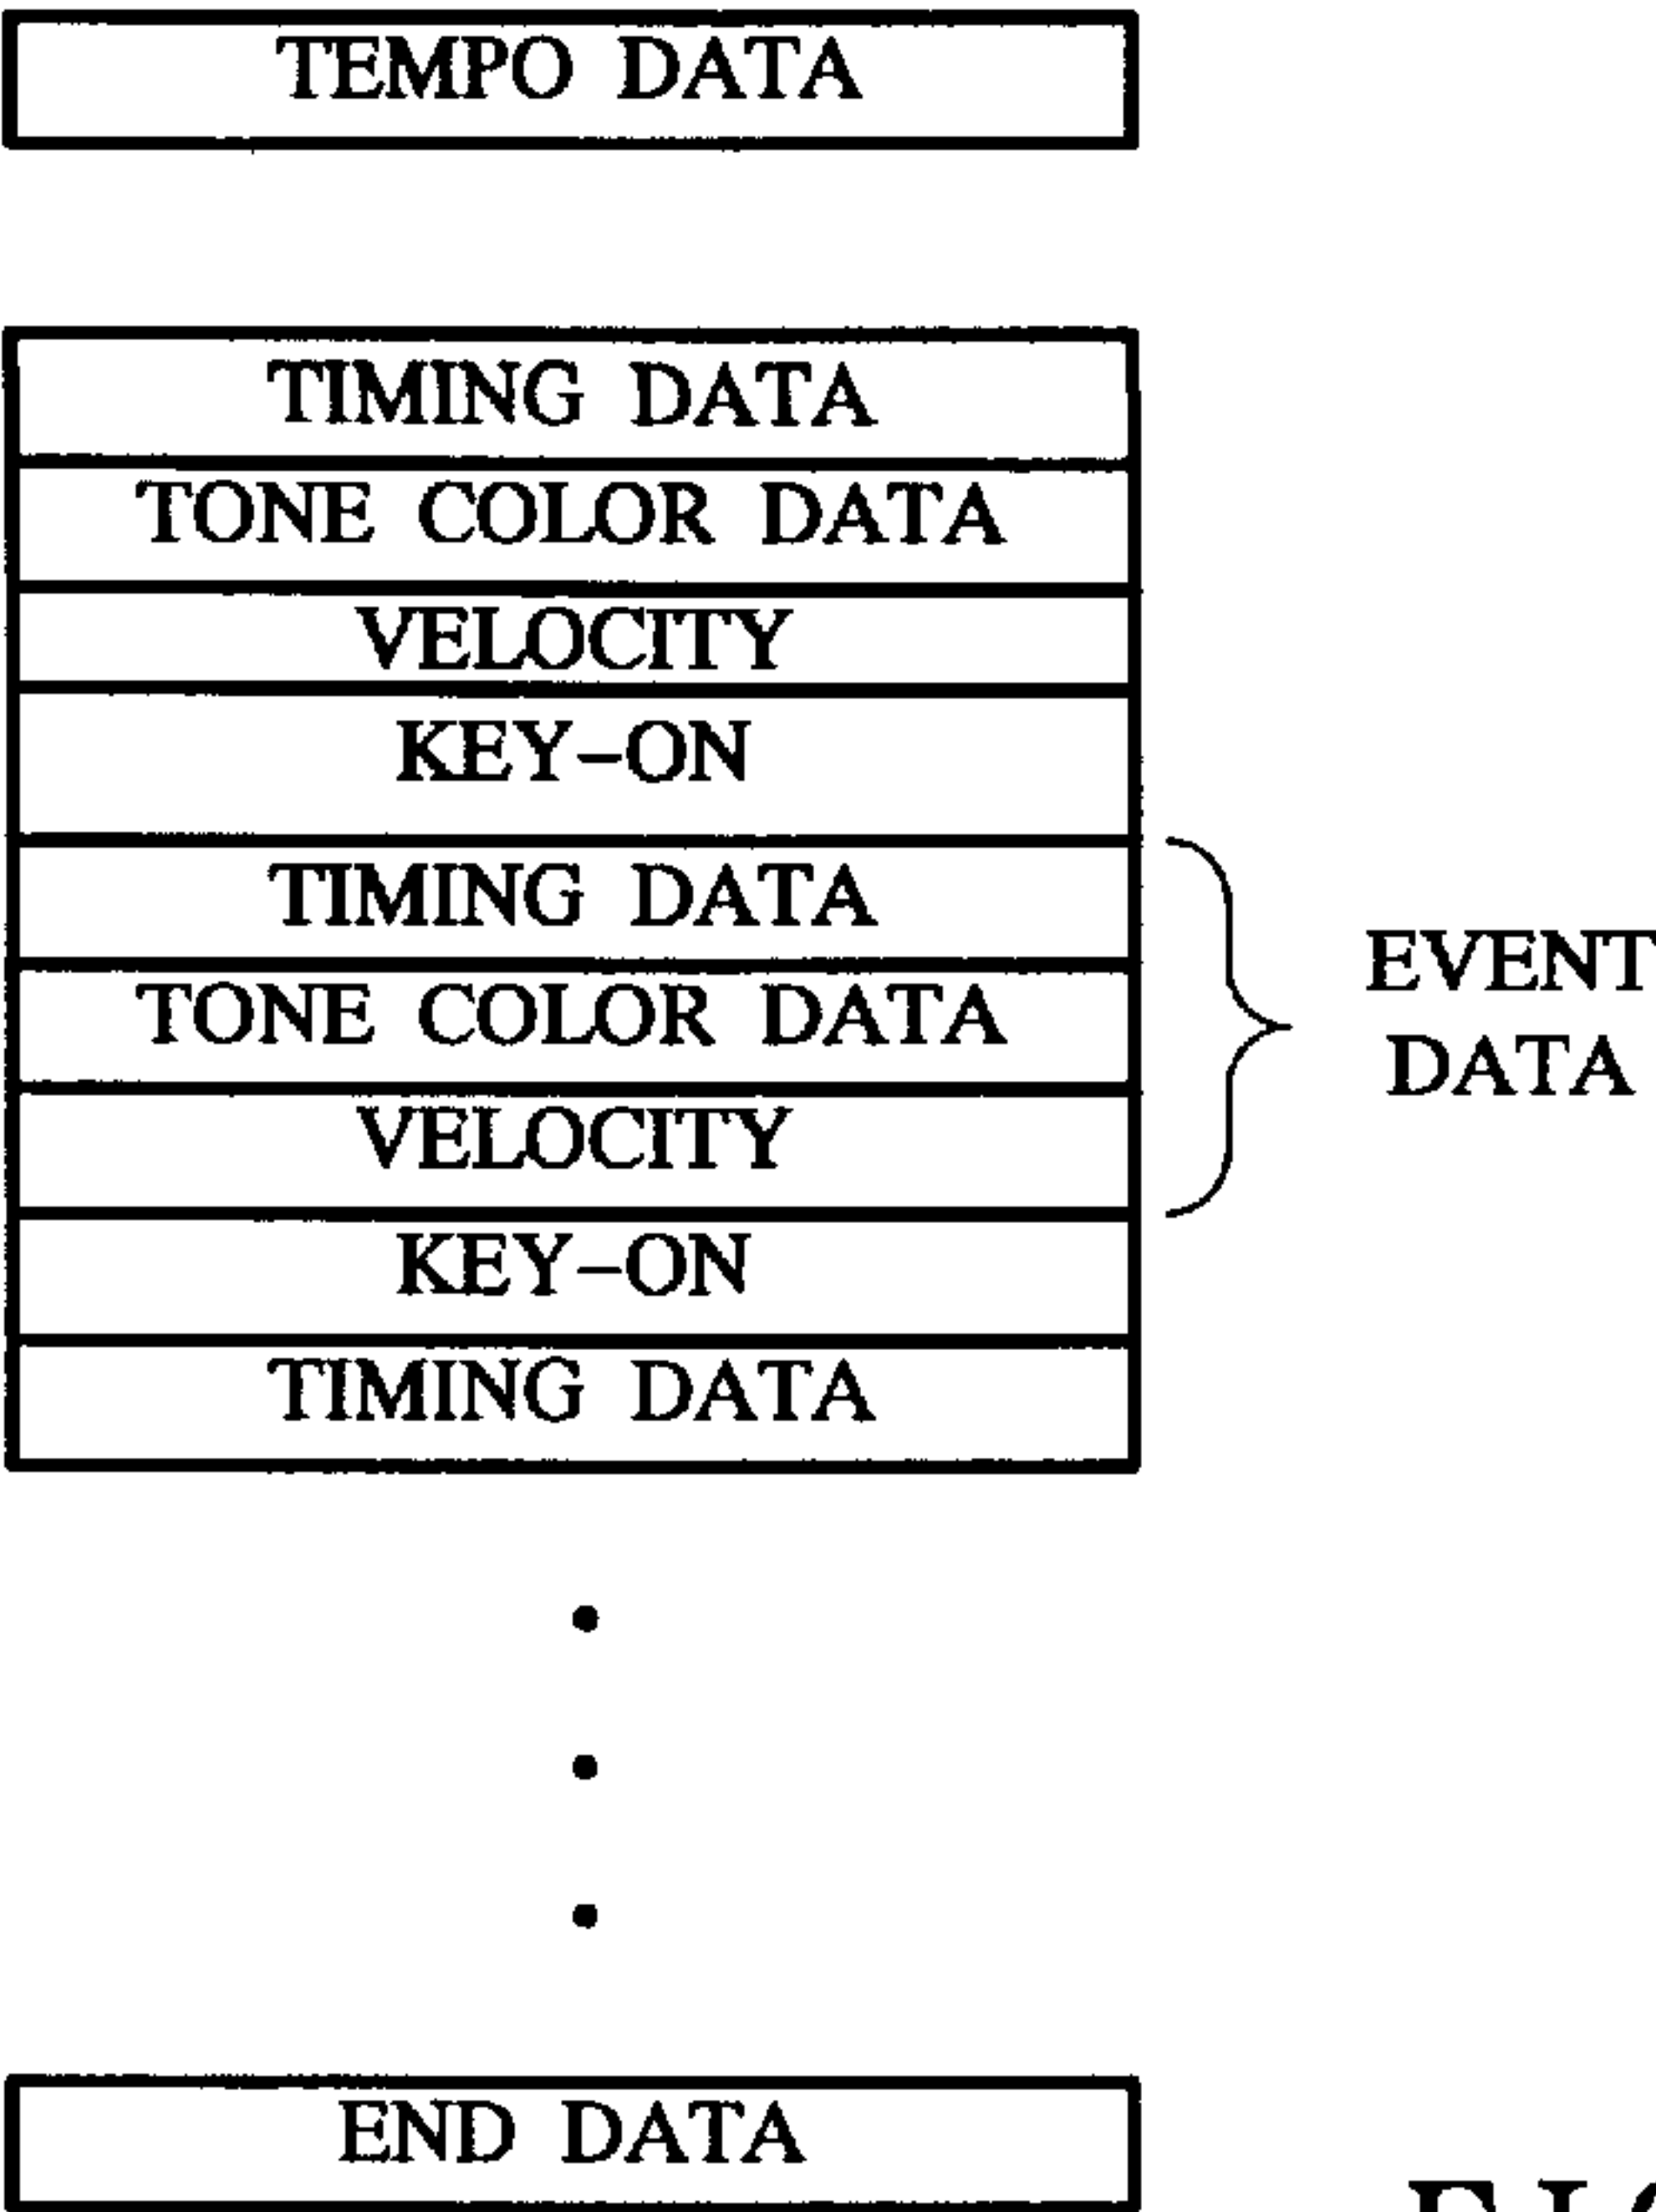 TEMPO DATA
TIMING DATA
TONE COLOR DATA
VELOCITY
KEY-ON
TIMING DATA
TONE COLOR DATA
VELOCITY
KEY-ON
TIMING DATA
EVENT
DATA
END DATA